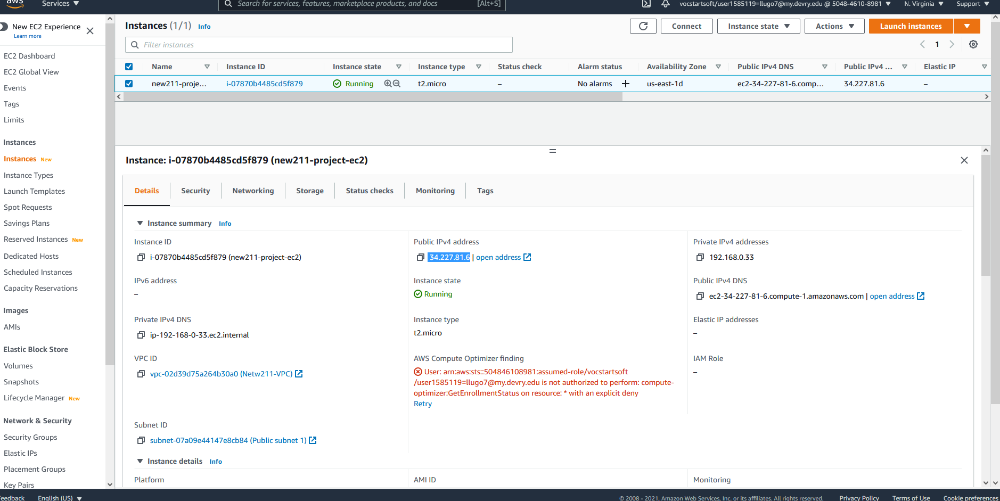 aws
Services
Search for services, features, marketplace products, and docs
[Alt+S]
vocstartsoft/user1585119=llugo7@my.devry.edu @ 5048-4610-8981
N. Virginia
Support
New EC2 Experience
Learn more
EC2 Dashboard
EC2 Global View
Events
Tags
Limits
Instances
Instances New
Instance Types
Launch Templates
Spot Requests
Savings Plans
Reserved Instances New
Dedicated Hosts
Scheduled Instances
Capacity Reservations
Images
AMIs
Elastic Block Store
Volumes
Snapshots
Lifecycle Manager New
Network & Security
Security Groups
Elastic IPs
Placement Groups
Key Pairs
Instances (1/1) Info
Connect
Instance state
Actions
Launch instances
Filter instances
1
Name Instance ID Instance state Instance type Status check Alarm status Availability Zone Public IPv4 DNS Public IPv4 ... Elastic IP
new211-proje... i-07870b4485cd5f879 Running t2.micro – No alarms + us-east-1d ec2-34-227-81-6.comp... 34.227.81.6 –
Instance: i-07870b4485cd5f879 (new211-project-ec2)
Details Security Networking Storage Status checks Monitoring Tags
Instance summary Info
Instance ID
i-07870b4485cd5f879 (new211-project-ec2)
Public IPv4 address
34.227.81.6 | open address
Private IPv4 addresses
192.168.0.33
IPv6 address
–
Instance state
Running
Public IPv4 DNS
ec2-34-227-81-6.compute-1.amazonaws.com | open address
Private IPv4 DNS
ip-192-168-0-33.ec2.internal
Instance type
t2.micro
Elastic IP addresses
–
VPC ID
vpc-02d39d75a264b30a0 (Netw211-VPC)
AWS Compute Optimizer finding
User: arn:aws:sts::504846108981:assumed-role/vocstartsoft
/user1585119=llugo7@my.devry.edu is not authorized to perform: compute-
optimizer:GetEnrollmentStatus on resource: * with an explicit deny
Retry
IAM Role
–
Subnet ID
subnet-07a09e44147e8cb84 (Public subnet 1)
Instance details Info
Platform
AMI ID
Monitoring
eedback
English (US)
© 2008 - 2021, Amazon Web Services, Inc. or its affiliates. All rights reserved.
Privacy Policy
Terms of Use
Cookie preferences